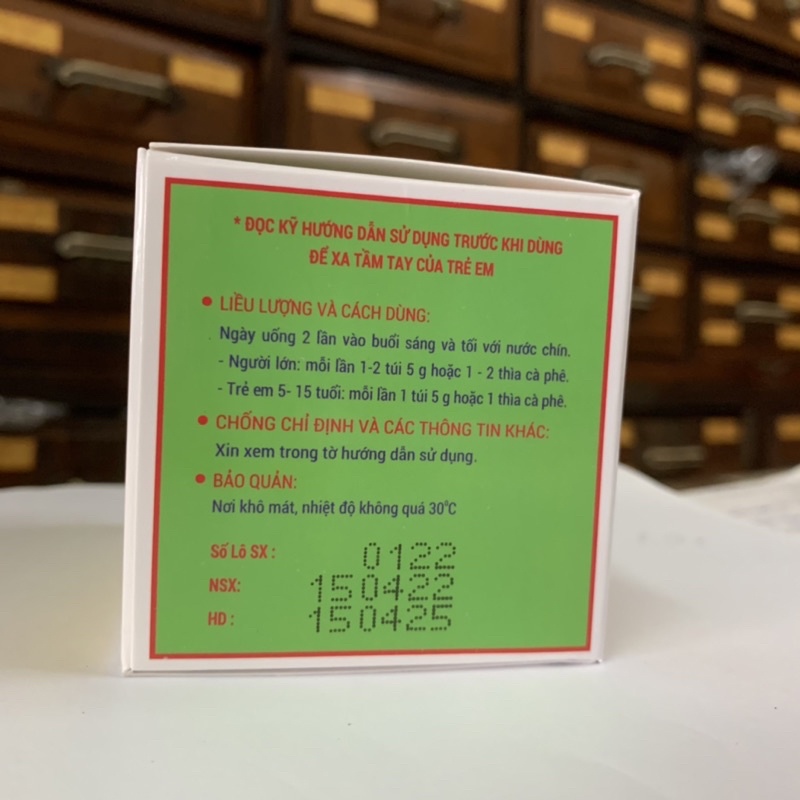 * ĐỌC KỸ HƯỚNG DẪN SỬ DỤNG TRƯỚC KHI DÙNG
ĐỂ XA TẦM TAY CỦA TRẺ EM
• LIỀU LƯỢNG VÀ CÁCH DÙNG:
Ngày uống 2 lần vào buổi sáng và tối với nước chín.
- Người lớn: mỗi lần 1-2 túi 5 g hoặc 1 - 2 thìa cà phê.
- Trẻ em 5- 15 tuổi: mỗi lần 1 túi 5 g hoặc 1 thìa cà phê.
• CHỐNG CHỈ ĐỊNH VÀ CÁC THÔNG TIN KHÁC:
Xin xem trong tờ hướng dẫn sử dụng.
• BẢO QUẢN:
Nơi khô mát, nhiệt độ không quá 30°C
Số Lô SX : 0122
NSX: 150422
HD : 150425